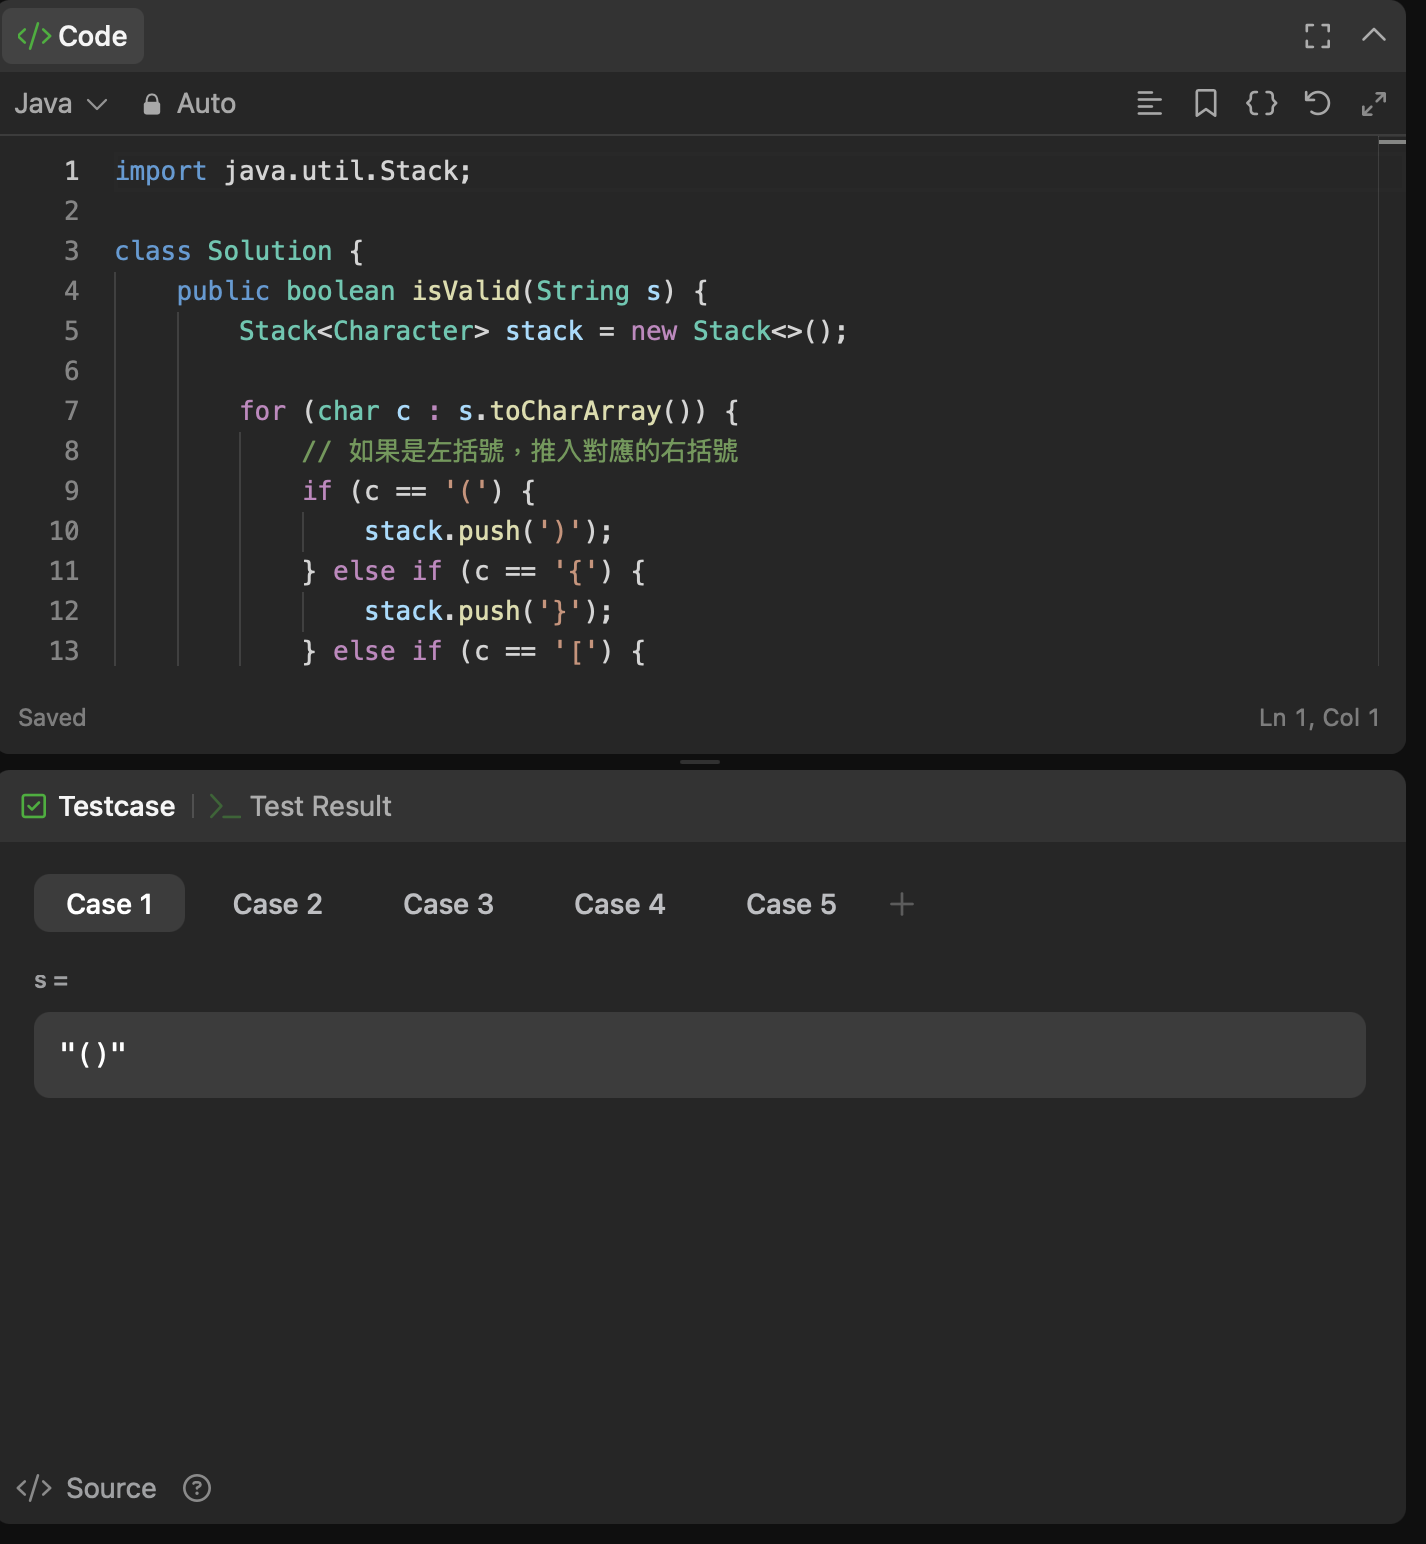 </> Code
Java Auto
1 import java.util.Stack;
2
3 class Solution {
4 public boolean isValid(String s) {
5 Stack<Character> stack = new Stack<>();
6
7 for (char c : s.toCharArray()) {
8 // 如果是左括號，推入對應的右括號
9 if (c == '(') {
10 stack.push(')');
11 } else if (c == '{') {
12 stack.push('}');
13 } else if (c == '[') {
Saved Ln 1, Col 1
Testcase | >_ Test Result
Case 1 Case 2 Case 3 Case 4 Case 5 +
s =
"()"
</> Source ?